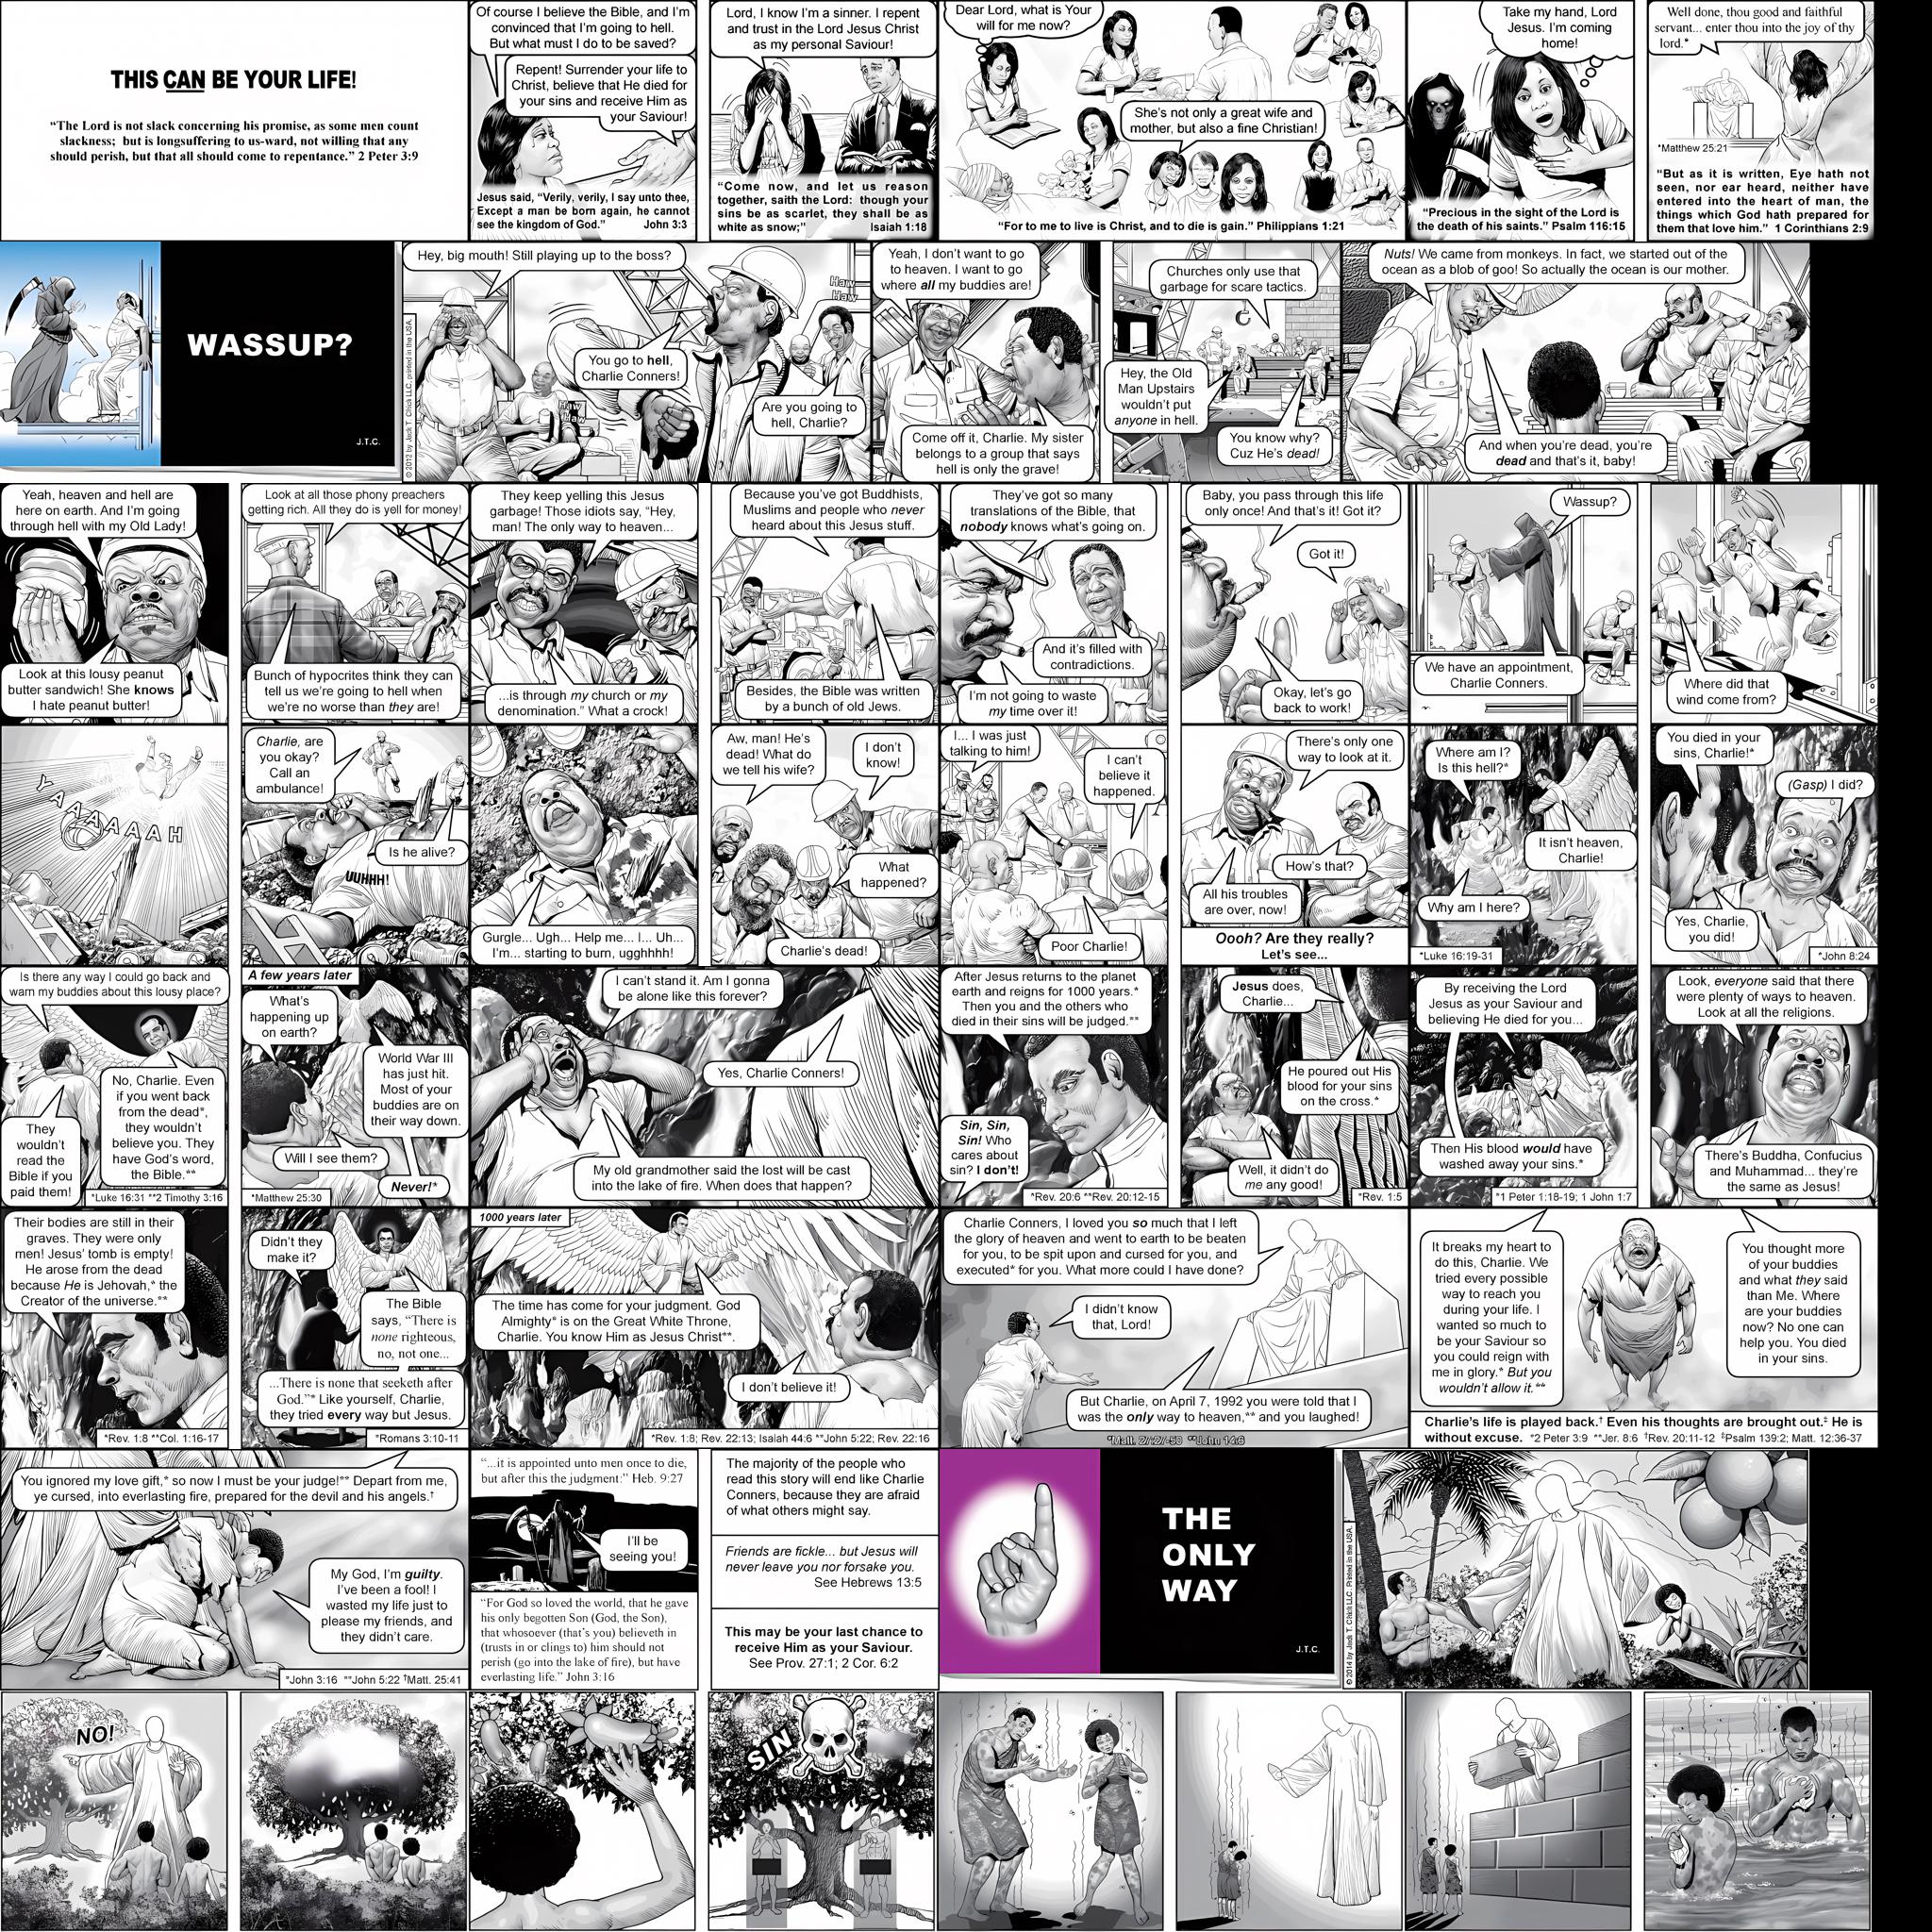 THIS CAN BE YOUR LIFE!
“The Lord is not slack concerning his promise, as some men count
slackness; but is longsuffering to us-ward, not willing that any
should perish, but that all should come to repentance.” 2 Peter 3:9
Of course I believe the Bible, and I’m
convinced that I’m going to hell.
But what must I do to be saved?
Repent! Surrender your life to
Christ, believe that He died for
your sins and receive Him as
your Saviour!
Jesus said, “Verily, verily, I say unto thee,
Except a man be born again, he cannot
see the kingdom of God.” John 3:3
Lord, I know I’m a sinner. I repent
and trust in the Lord Jesus Christ
as my personal Saviour!
“Come now, and let us reason
together, saith the Lord: though your
sins be as scarlet, they shall be as
white as snow;” Isaiah 1:18
Dear Lord, what is Your
will for me now?
She’s not only a great wife and
mother, but also a fine Christian!
“For to me to live is Christ, and to die is gain.” Philippians 1:21
Take my hand, Lord
Jesus. I’m coming
home!
“Precious in the sight of the Lord is
the death of his saints.” Psalm 116:15
Well done, thou good and faithful
servant... enter thou into the joy of thy
lord.*
*Matthew 25:21
“But as it is written, Eye hath not
seen, nor ear heard, neither have
entered into the heart of man, the
things which God hath prepared for
them that love him.” 1 Corinthians 2:9
WASSUP?
J.T.C.
© 2012 by Jack T. Chick LLC. printed in the USA.
Hey, big mouth! Still playing up to the boss?
Haw
Haw
You go to hell,
Charlie Conners!
Haw
Haw
Are you going to
hell, Charlie?
Yeah, I don’t want to go
to heaven. I want to go
where all my buddies are!
Come off it, Charlie. My sister
belongs to a group that says
hell is only the grave!
Churches only use that
garbage for scare tactics.
Hey, the Old
Man Upstairs
wouldn’t put
anyone in hell.
You know why?
Cuz He’s dead!
Nuts! We came from monkeys. In fact, we started out of the
ocean as a blob of goo! So actually the ocean is our mother.
And when you’re dead, you’re
dead and that’s it, baby!
Yeah, heaven and hell are
here on earth. And I’m going
through hell with my Old Lady!
Look at this lousy peanut
butter sandwich! She knows
I hate peanut butter!
Look at all those phony preachers
getting rich. All they do is yell for money!
Bunch of hypocrites think they can
tell us we’re going to hell when
we’re no worse than they are!
They keep yelling this Jesus
garbage! Those idiots say, “Hey,
man! The only way to heaven...
...is through my church or my
denomination.” What a crock!
Because you’ve got Buddhists,
Muslims and people who never
heard about this Jesus stuff.
Besides, the Bible was written
by a bunch of old Jews.
They’ve got so many
translations of the Bible, that
nobody knows what’s going on.
And it’s filled with
contradictions.
I’m not going to waste
my time over it!
Baby, you pass through this life
only once! And that’s it! Got it?
Got it!
Okay, let’s go
back to work!
Wassup?
We have an appointment,
Charlie Conners.
Where did that
wind come from?
YAAAAAAH
Charlie, are
you okay?
Call an
ambulance!
Is he alive?
UUHHH!
Gurgle... Ugh... Help me... I... Uh...
I’m... starting to burn, ugghhhh!
Aw, man! He’s
dead! What do
we tell his wife?
I don’t
know!
What
happened?
Charlie’s dead!
I... I was just
talking to him!
I can’t
believe it
happened.
Poor Charlie!
There’s only one
way to look at it.
How’s that?
All his troubles
are over, now!
Oooh? Are they really?
Let’s see...
Where am I?
Is this hell?*
It isn’t heaven,
Charlie!
Why am I here?
*Luke 16:19-31
You died in your
sins, Charlie!*
(Gasp) I did?
Yes, Charlie,
you did!
*John 8:24
Is there any way I could go back and
warn my buddies about this lousy place?
No, Charlie. Even
if you went back
from the dead*,
they wouldn’t
believe you. They
have God’s word,
the Bible.**
They
wouldn’t
read the
Bible if you
paid them!
*Luke 16:31 **2 Timothy 3:16
A few years later
What’s
happening up
on earth?
World War III
has just hit.
Most of your
buddies are on
their way down.
Will I see them?
Never!*
*Matthew 25:30
I can’t stand it. Am I gonna
be alone like this forever?
Yes, Charlie Conners!
My old grandmother said the lost will be cast
into the lake of fire. When does that happen?
After Jesus returns to the planet
earth and reigns for 1000 years.*
Then you and the others who
died in their sins will be judged.**
Sin, Sin,
Sin! Who
cares about
sin? I don’t!
*Rev. 20:6 **Rev. 20:12-15
Jesus does,
Charlie...
He poured out His
blood for your sins
on the cross.*
Well, it didn’t do
me any good!
*Rev. 1:5
By receiving the Lord
Jesus as your Saviour and
believing He died for you...
Then His blood would have
washed away your sins.*
*1 Peter 1:18-19; 1 John 1:7
Look, everyone said that there
were plenty of ways to heaven.
Look at all the religions.
There’s Buddha, Confucius
and Muhammad... they’re
the same as Jesus!
Their bodies are still in their
graves. They were only
men! Jesus’ tomb is empty!
He arose from the dead
because He is Jehovah,* the
Creator of the universe.**
*Rev. 1:8 **Col. 1:16-17
Didn’t they
make it?
The Bible
says, “There is
none righteous,
no, not one...
...There is none that seeketh after
God.”* Like yourself, Charlie,
they tried every way but Jesus.
*Romans 3:10-11
1000 years later
The time has come for your judgment. God
Almighty* is on the Great White Throne,
Charlie. You know Him as Jesus Christ**.
I don’t believe it!
*Rev. 1:8; Rev. 22:13; Isaiah 44:6 **John 5:22; Rev. 22:16
Charlie Conners, I loved you so much that I left
the glory of heaven and went to earth to be beaten
for you, to be spit upon and cursed for you, and
executed* for you. What more could I have done?
I didn’t know
that, Lord!
But Charlie, on April 7, 1992 you were told that I
was the only way to heaven,** and you laughed!
*Matt. 27:27-53 **John 14:6
It breaks my heart to
do this, Charlie. We
tried every possible
way to reach you
during your life. I
wanted so much to
be your Saviour so
you could reign with
me in glory.* But you
wouldn’t allow it.**
You thought more
of your buddies
and what they said
than Me. Where
are your buddies
now? No one can
help you. You died
in your sins.
Charlie’s life is played back.† Even his thoughts are brought out.‡ He is
without excuse. *2 Peter 3:9 **Jer. 8:6 †Rev. 20:11-12 ‡Psalm 139:2; Matt. 12:36-37
You ignored my love gift,* so now I must be your judge!** Depart from me,
ye cursed, into everlasting fire, prepared for the devil and his angels.†
My God, I’m guilty.
I’ve been a fool! I
wasted my life just to
please my friends, and
they didn’t care.
*John 3:16 **John 5:22 †Matt. 25:41
“...it is appointed unto men once to die,
but after this the judgment:” Heb. 9:27
I’ll be
seeing you!
“For God so loved the world, that he gave
his only begotten Son (God, the Son),
that whosoever (that’s you) believeth in
(trusts in or clings to) him should not
perish (go into the lake of fire), but have
everlasting life.” John 3:16
The majority of the people who
read this story will end like Charlie
Conners, because they are afraid
of what others might say.
Friends are fickle... but Jesus will
never leave you nor forsake you.
See Hebrews 13:5
This may be your last chance to
receive Him as your Saviour.
See Prov. 27:1; 2 Cor. 6:2
THE
ONLY
WAY
J.T.C.
© 2014 by Jack T. Chick LLC. Printed in the USA.
NO!
SIN